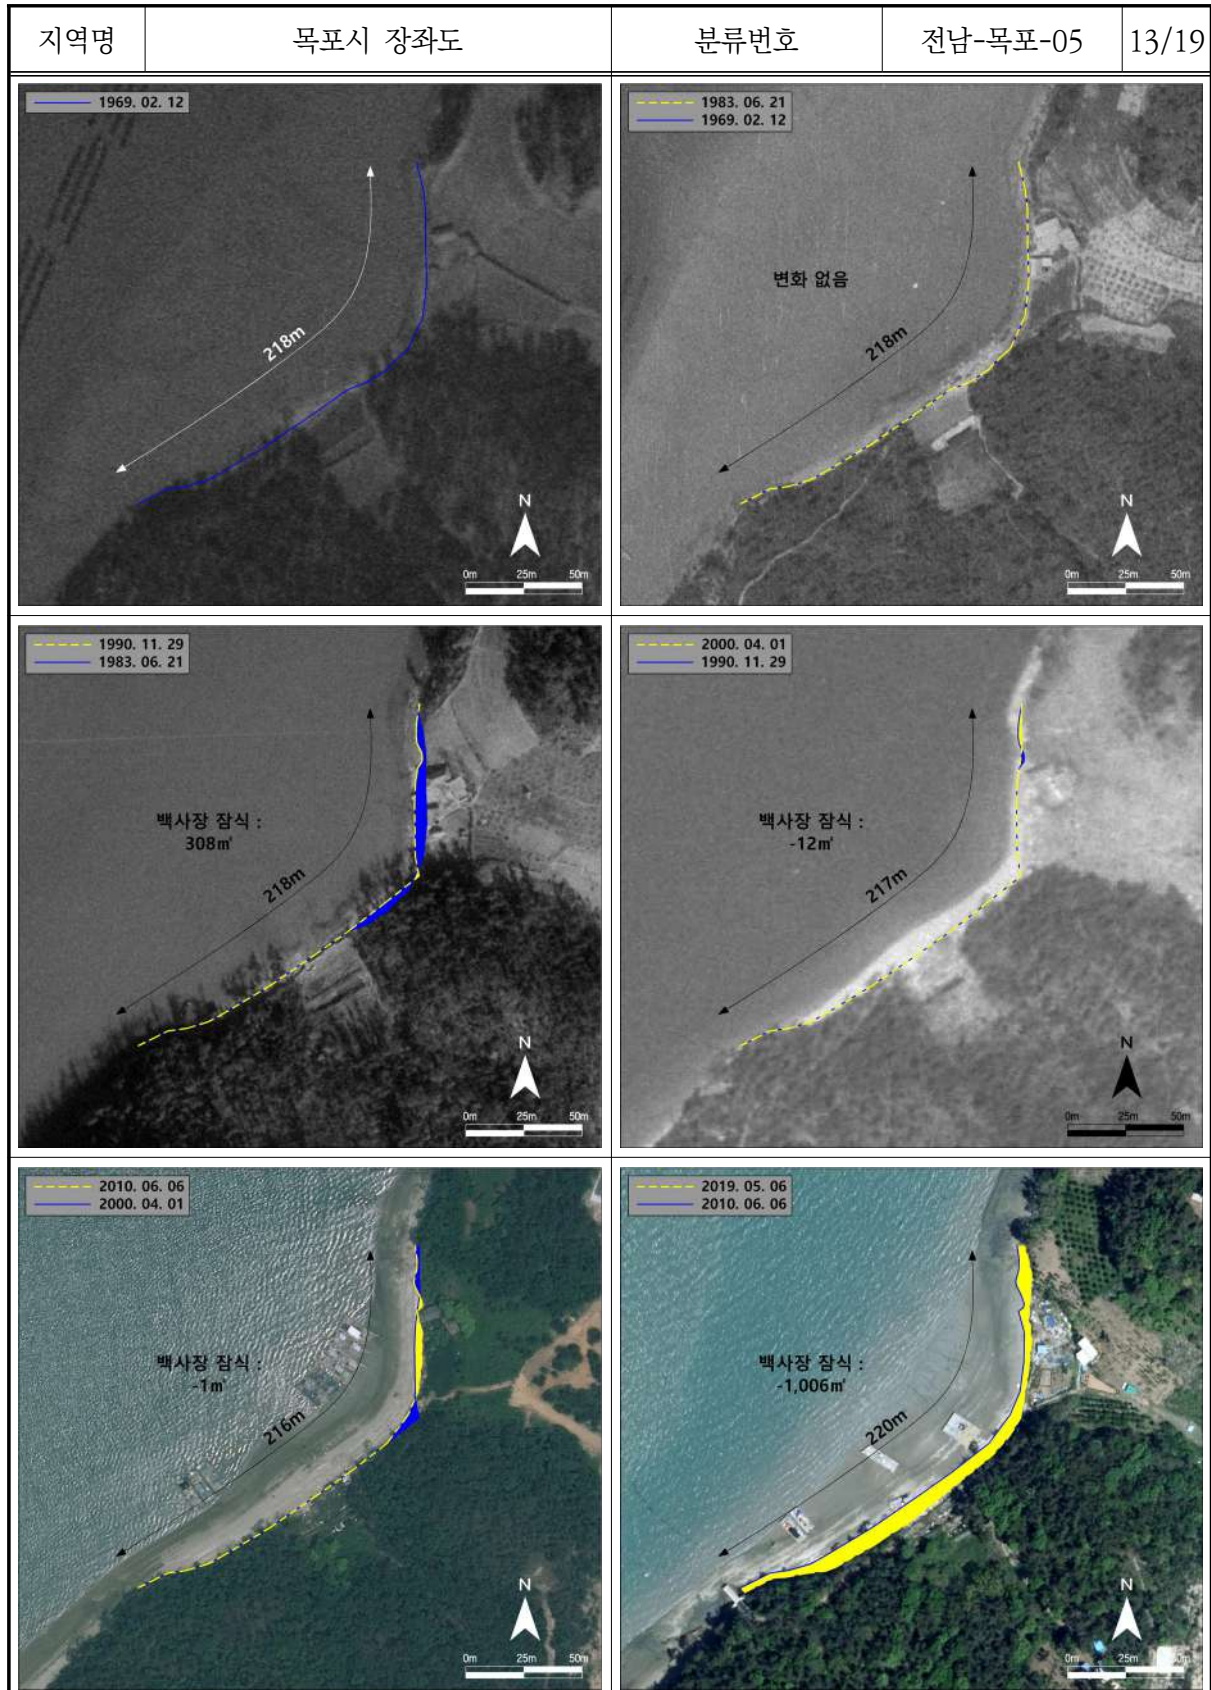 지역명 목포시 장좌도 분류번호 전남-목포-05 13/19
1969. 02. 12
218m
N
0m 25m 50m
1983. 06. 21
1969. 02. 12
변화 없음
218m
N
0m 25m 50m
1990. 11. 29
1983. 06. 21
백사장 잠식 :
308㎡
218m
N
0m 25m 50m
2000. 04. 01
1990. 11. 29
백사장 잠식 :
-12㎡
217m
N
0m 25m 50m
2010. 06. 06
2000. 04. 01
백사장 잠식 :
-1㎡
216m
N
0m 25m 50m
2019. 05. 06
2010. 06. 06
백사장 잠식 :
-1,006㎡
220m
N
0m 25m 50m